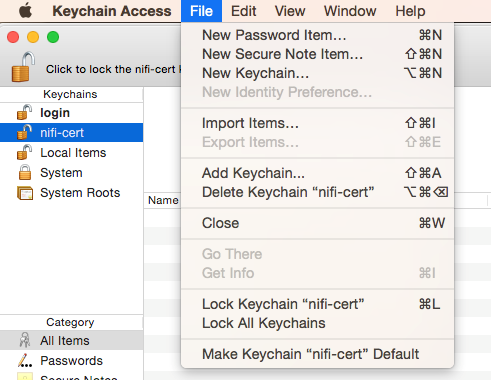 Keychain Access File Edit View Window Help
Click to lock the nifi-cert
Keychains
login
nifi-cert
Local Items
System
System Roots
Name
Category
All Items
Passwords
Secure Notes
New Password Item… ⌘N
New Secure Note Item… ⇧⌘N
New Keychain… ⌥⌘N
New Identity Preference…
Import Items… ⇧⌘I
Export Items… ⇧⌘E
Add Keychain... ⇧⌘A
Delete Keychain “nifi-cert” ⌥⌘⌫
Close ⌘W
Go There
Get Info ⌘I
Lock Keychain “nifi-cert” ⌘L
Lock All Keychains
Make Keychain “nifi-cert” Default